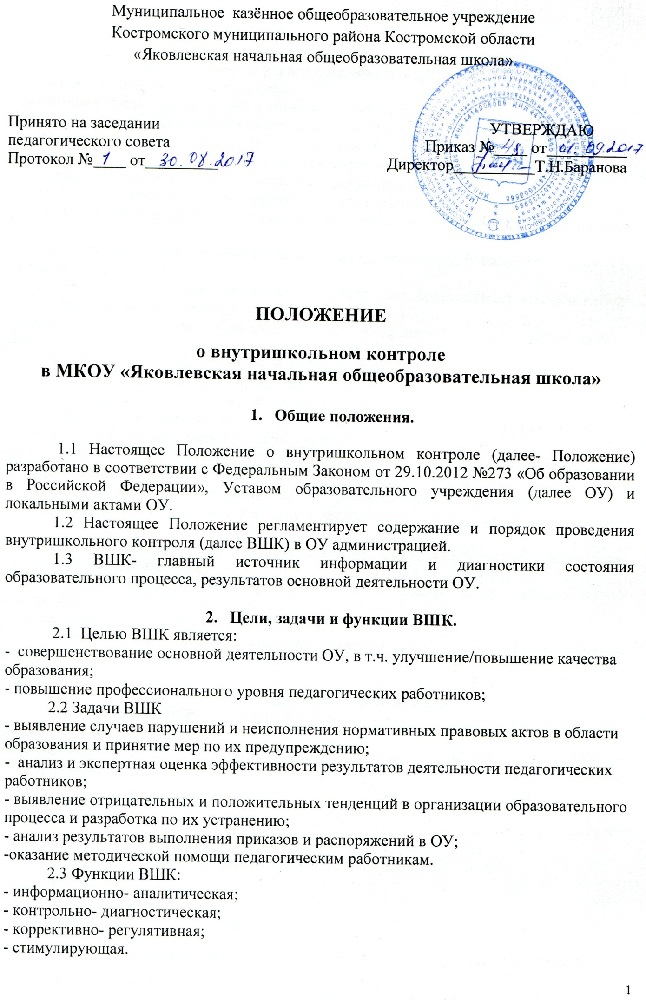 Муниципальное казённое общеобразовательное учреждение
Костромского муниципального района Костромской области
«Яковлевская начальная общеобразовательная школа»
Принято на заседании
педагогического совета
Протокол № 1 от 30.08.2017
УТВЕРЖДАЮ
Приказ № от 01.09.2017
Директор Т.Н.Баранова
ИНН 4414008668
ПОЛОЖЕНИЕ
о внутришкольном контроле
в МКОУ «Яковлевская начальная общеобразовательная школа»
1. Общие положения.
1.1 Настоящее Положение о внутришкольном контроле (далее- Положение)
разработано в соответствии с Федеральным Законом от 29.10.2012 №273 «Об образовании
в Российской Федерации», Уставом образовательного учреждения (далее ОУ) и
локальными актами ОУ.
1.2 Настоящее Положение регламентирует содержание и порядок проведения
внутришкольного контроля (далее ВШК) в ОУ администрацией.
1.3 ВШК- главный источник информации и диагностики состояния
образовательного процесса, результатов основной деятельности ОУ.
2. Цели, задачи и функции ВШК.
2.1 Целью ВШК является:
- совершенствование основной деятельности ОУ, в т.ч. улучшение/повышение качества
образования;
- повышение профессионального уровня педагогических работников;
2.2 Задачи ВШК
- выявление случаев нарушений и неисполнения нормативных правовых актов в области
образования и принятие мер по их предупреждению;
- анализ и экспертная оценка эффективности результатов деятельности педагогических
работников;
- выявление отрицательных и положительных тенденций в организации образовательного
процесса и разработка по их устранению;
- анализ результатов выполнения приказов и распоряжений в ОУ;
-оказание методической помощи педагогическим работникам.
2.3 Функции ВШК:
- информационно- аналитическая;
- контрольно- диагностическая;
- коррективно- регулятивная;
- стимулирующая.
1